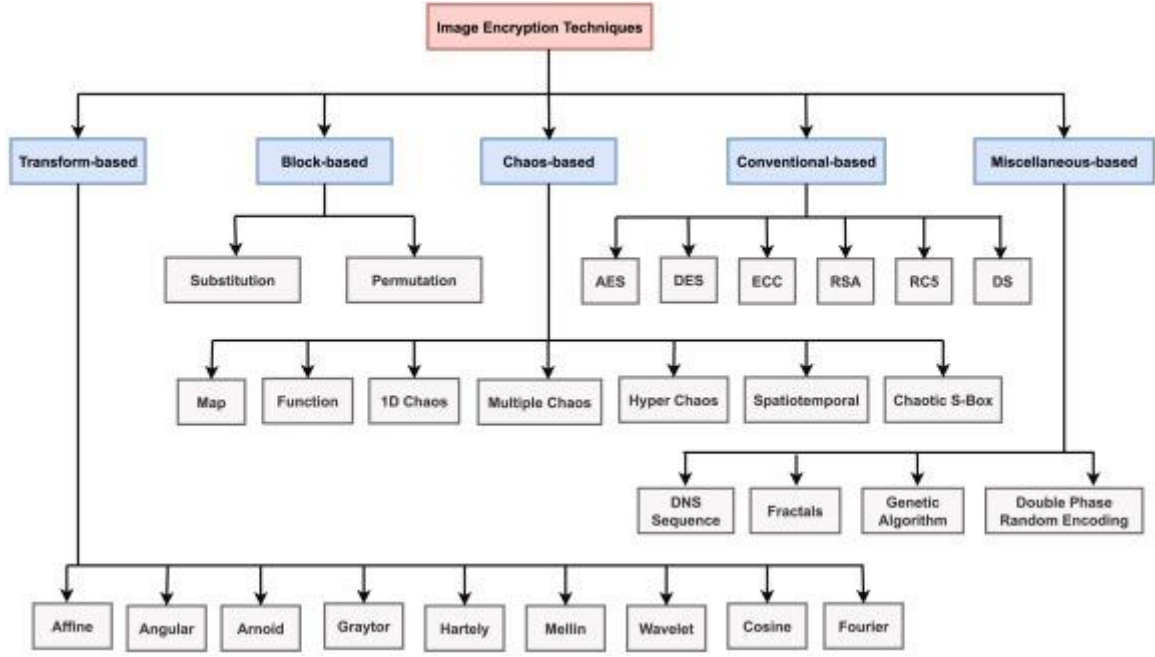 Image Encryption Techniques
Transform-based
Block-based
Chaos-based
Conventional-based
Miscellaneous-based
Substitution
Permutation
AES
DES
ECC
RSA
RC5
DS
Map
Function
1D Chaos
Multiple Chaos
Hyper Chaos
Spatiotemporal
Chaotic S-Box
DNS
Sequence
Fractals
Genetic
Algorithm
Double Phase
Random Encoding
Affine
Angular
Arnoid
Graytor
Hartely
Mellin
Wavelet
Cosine
Fourier